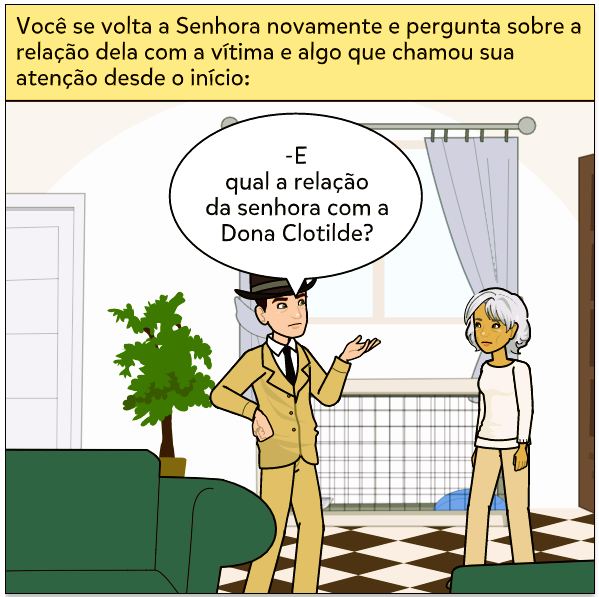 Você se volta a Senhora novamente e pergunta sobre a
relação dela com a vítima e algo que chamou sua
atenção desde o início:
-E
qual a relação
da senhora com a
Dona Clotilde?